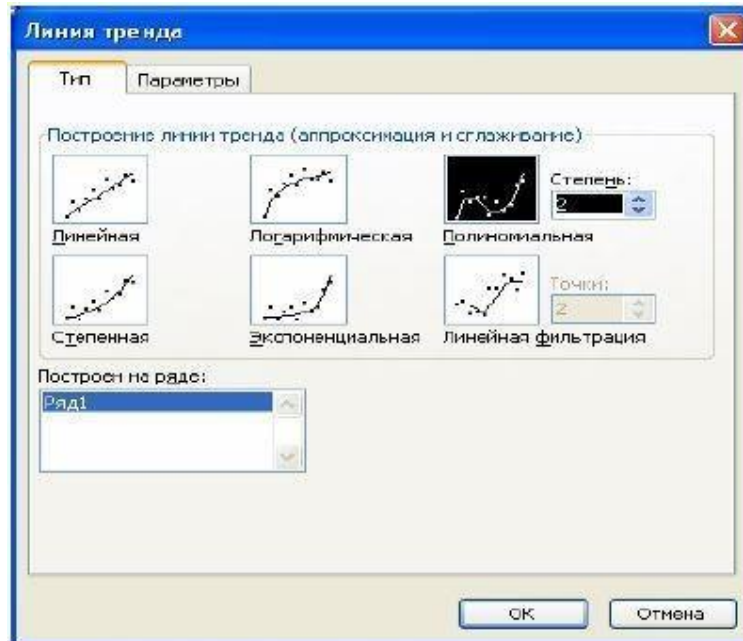 Линия тренда
Тип Параметры
Построение линии тренда (аппроксимация и сглаживание)
Линейная Логарифмическая Полиномиальная
Степень:
2
Степенная Экспоненциальная Линейная фильтрация
Точки:
2
Построен на ряде:
Ряд1
ОК Отмена